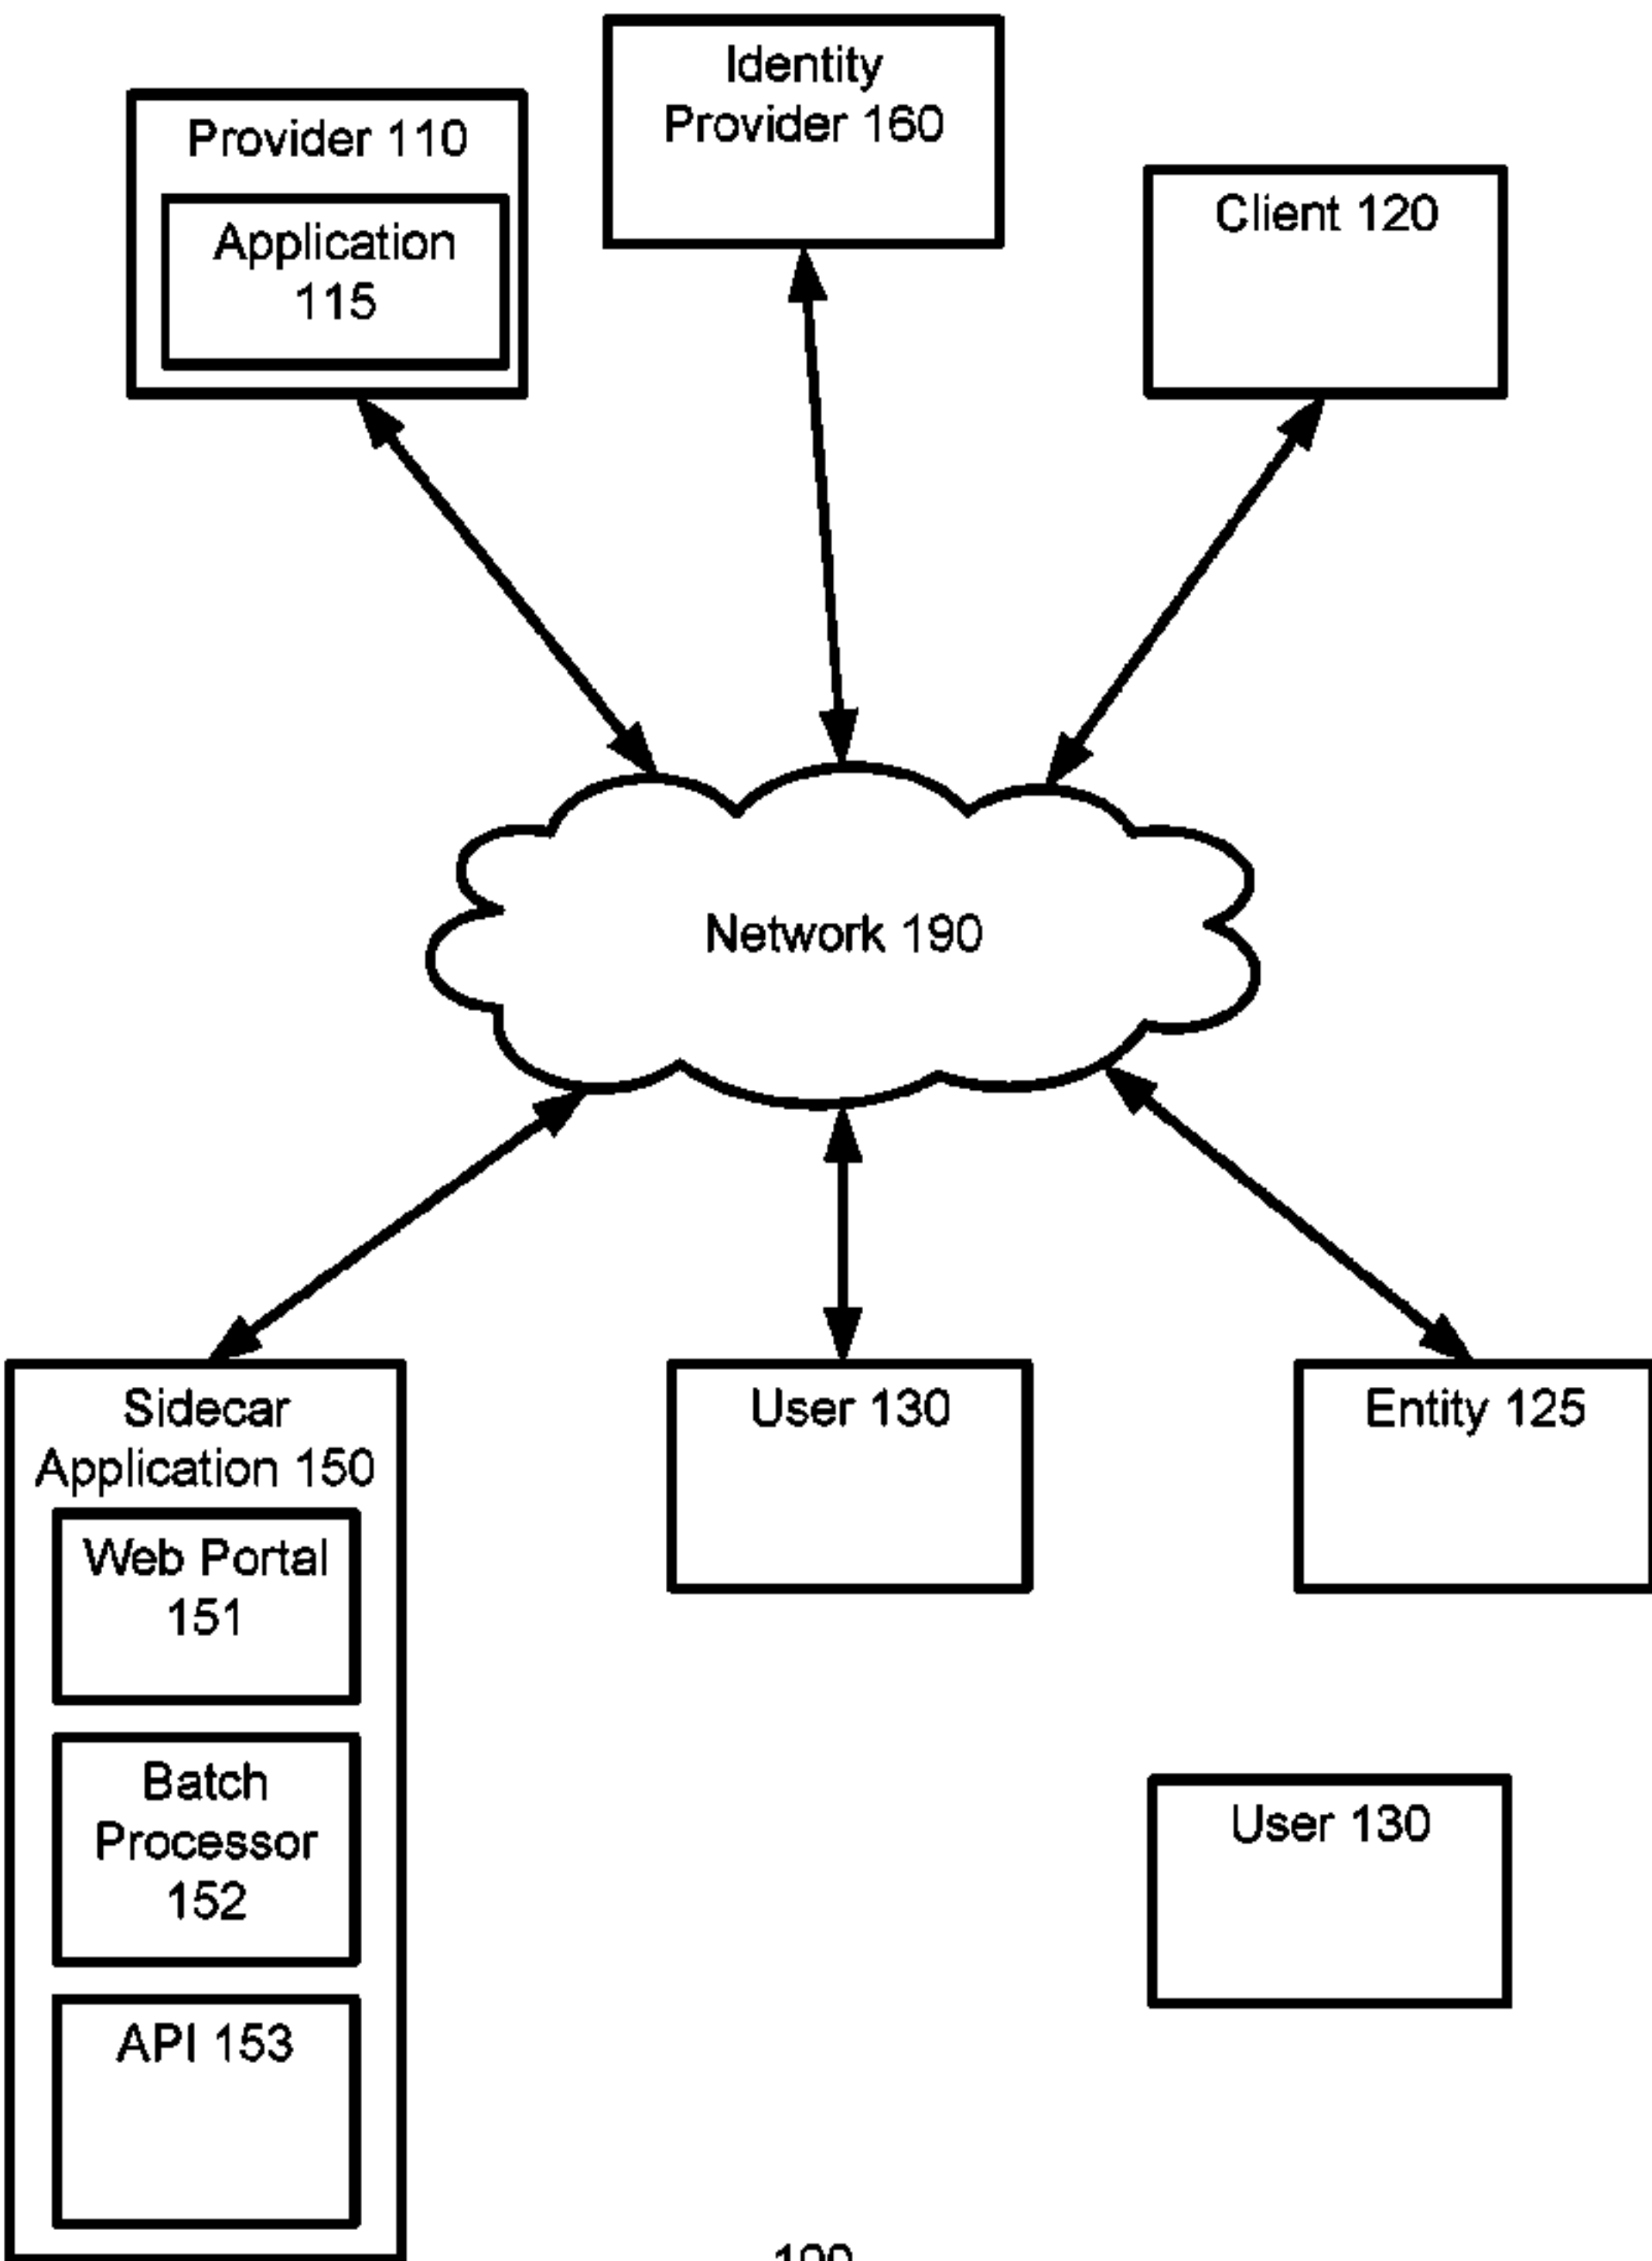 Identity
Provider 160
Provider 110
Application
115
Client 120
Network 190
Sidecar
Application 150
Web Portal
151
Batch
Processor
152
API 153
User 130
Entity 125
User 130
100